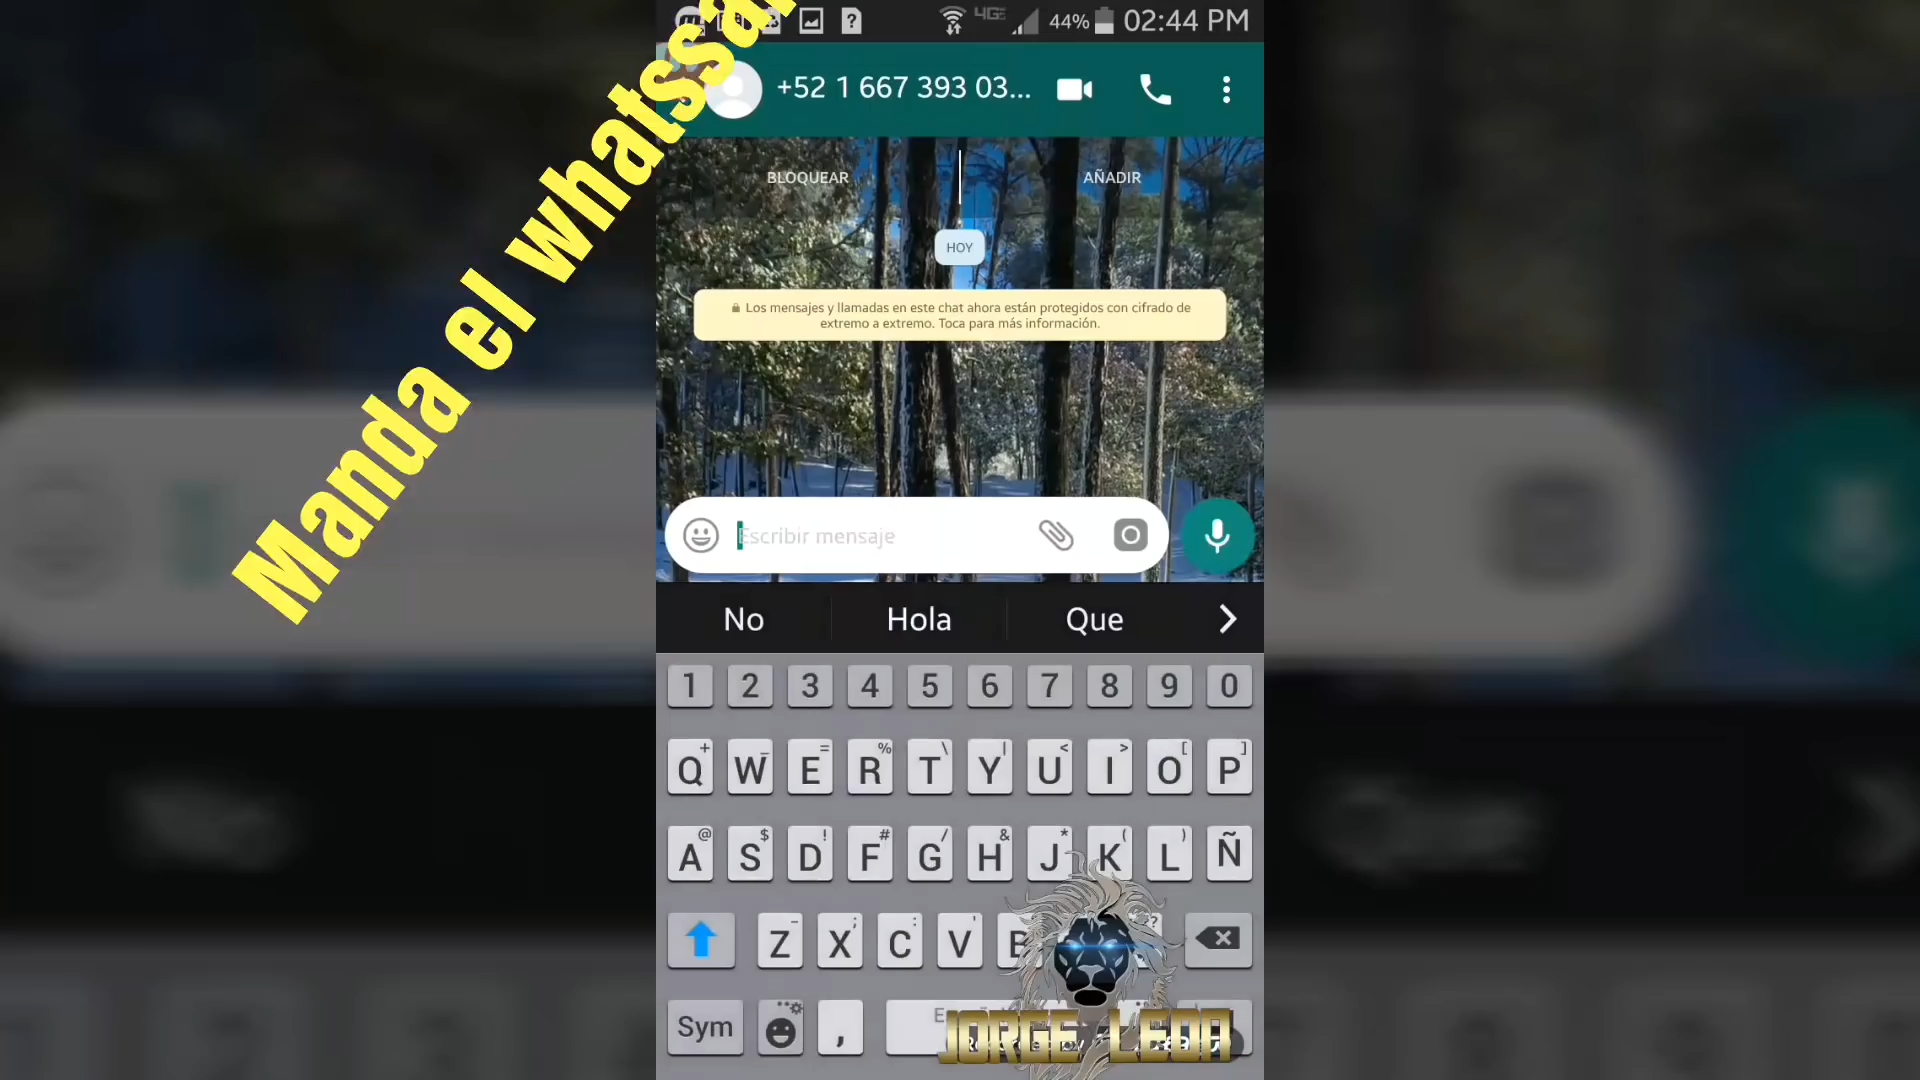 44% 02:44 PM
+52 1 667 393 03...
BLOQUEAR AÑADIR
HOY
Los mensajes y llamadas en este chat ahora están protegidos con cifrado de
extremo a extremo. Toca para más información.
Manda el whatssa
Escribir mensaje
No Hola Que
1 2 3 4 5 6 7 8 9 0
Q W E R T Y U I O P
A S D F G H J K L Ñ
Z X C V B
Sym ,
JORGE LEON